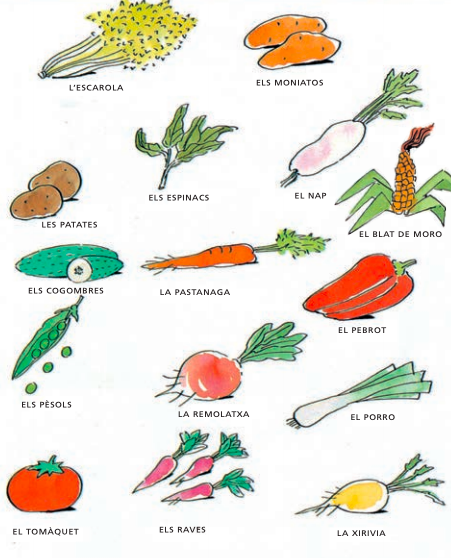 L'ESCAROLA
ELS MONIATOS
ELS ESPINACS
EL NAP
LES PATATES
EL BLAT DE MORO
ELS COGOMBRES
LA PASTANAGA
EL PEBROT
ELS PÈSOLS
LA REMOLATXA
EL PORRO
EL TOMÀQUET
ELS RAVES
LA XIRIVIA